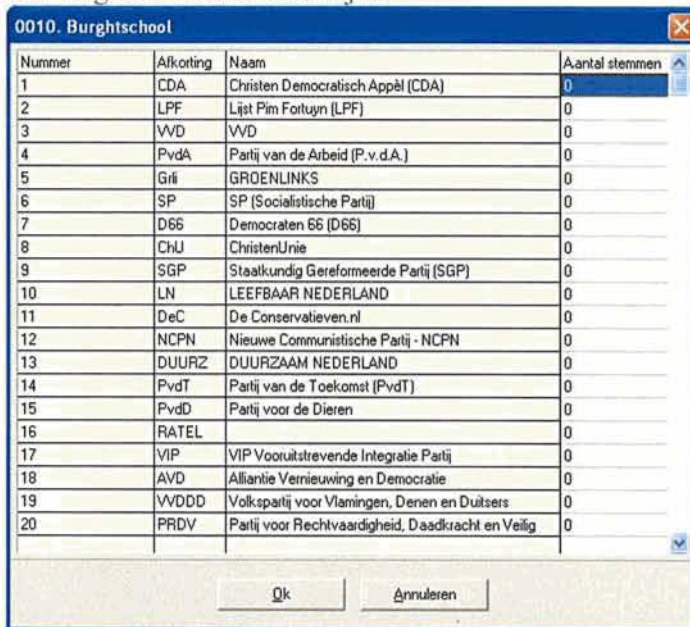 0010. Burghtschool
Nummer Afkorting Naam Aantal stemmen
1 CDA Christen Democratisch Appèl (CDA) 0
2 LPF Lijst Pim Fortuyn (LPF) 0
3 VVD VVD 0
4 PvdA Partij van de Arbeid (P.v.d.A.) 0
5 Grli GROENLINKS 0
6 SP SP (Socialistische Partij) 0
7 D66 Democraten 66 (D66) 0
8 ChU ChristenUnie 0
9 SGP Staatkundig Gereformeerde Partij (SGP) 0
10 LN LEEFBAAR NEDERLAND 0
11 DeC De Conservatieven.nl 0
12 NCPN Nieuwe Communistische Partij - NCPN 0
13 DUURZ DUURZAAM NEDERLAND 0
14 PvdT Partij van de Toekomst (PvdT) 0
15 PvdD Partij voor de Dieren 0
16 RATEL 0
17 VIP VIP Vooruitstrevende Integratie Partij 0
18 AVD Alliantie Vernieuwing en Democratie 0
19 VVDDD Volkspartij voor Vlamingen, Denen en Duitsers 0
20 PRDV Partij voor Rechtvaardigheid, Daadkracht en Veilig 0
Ok Annuleren